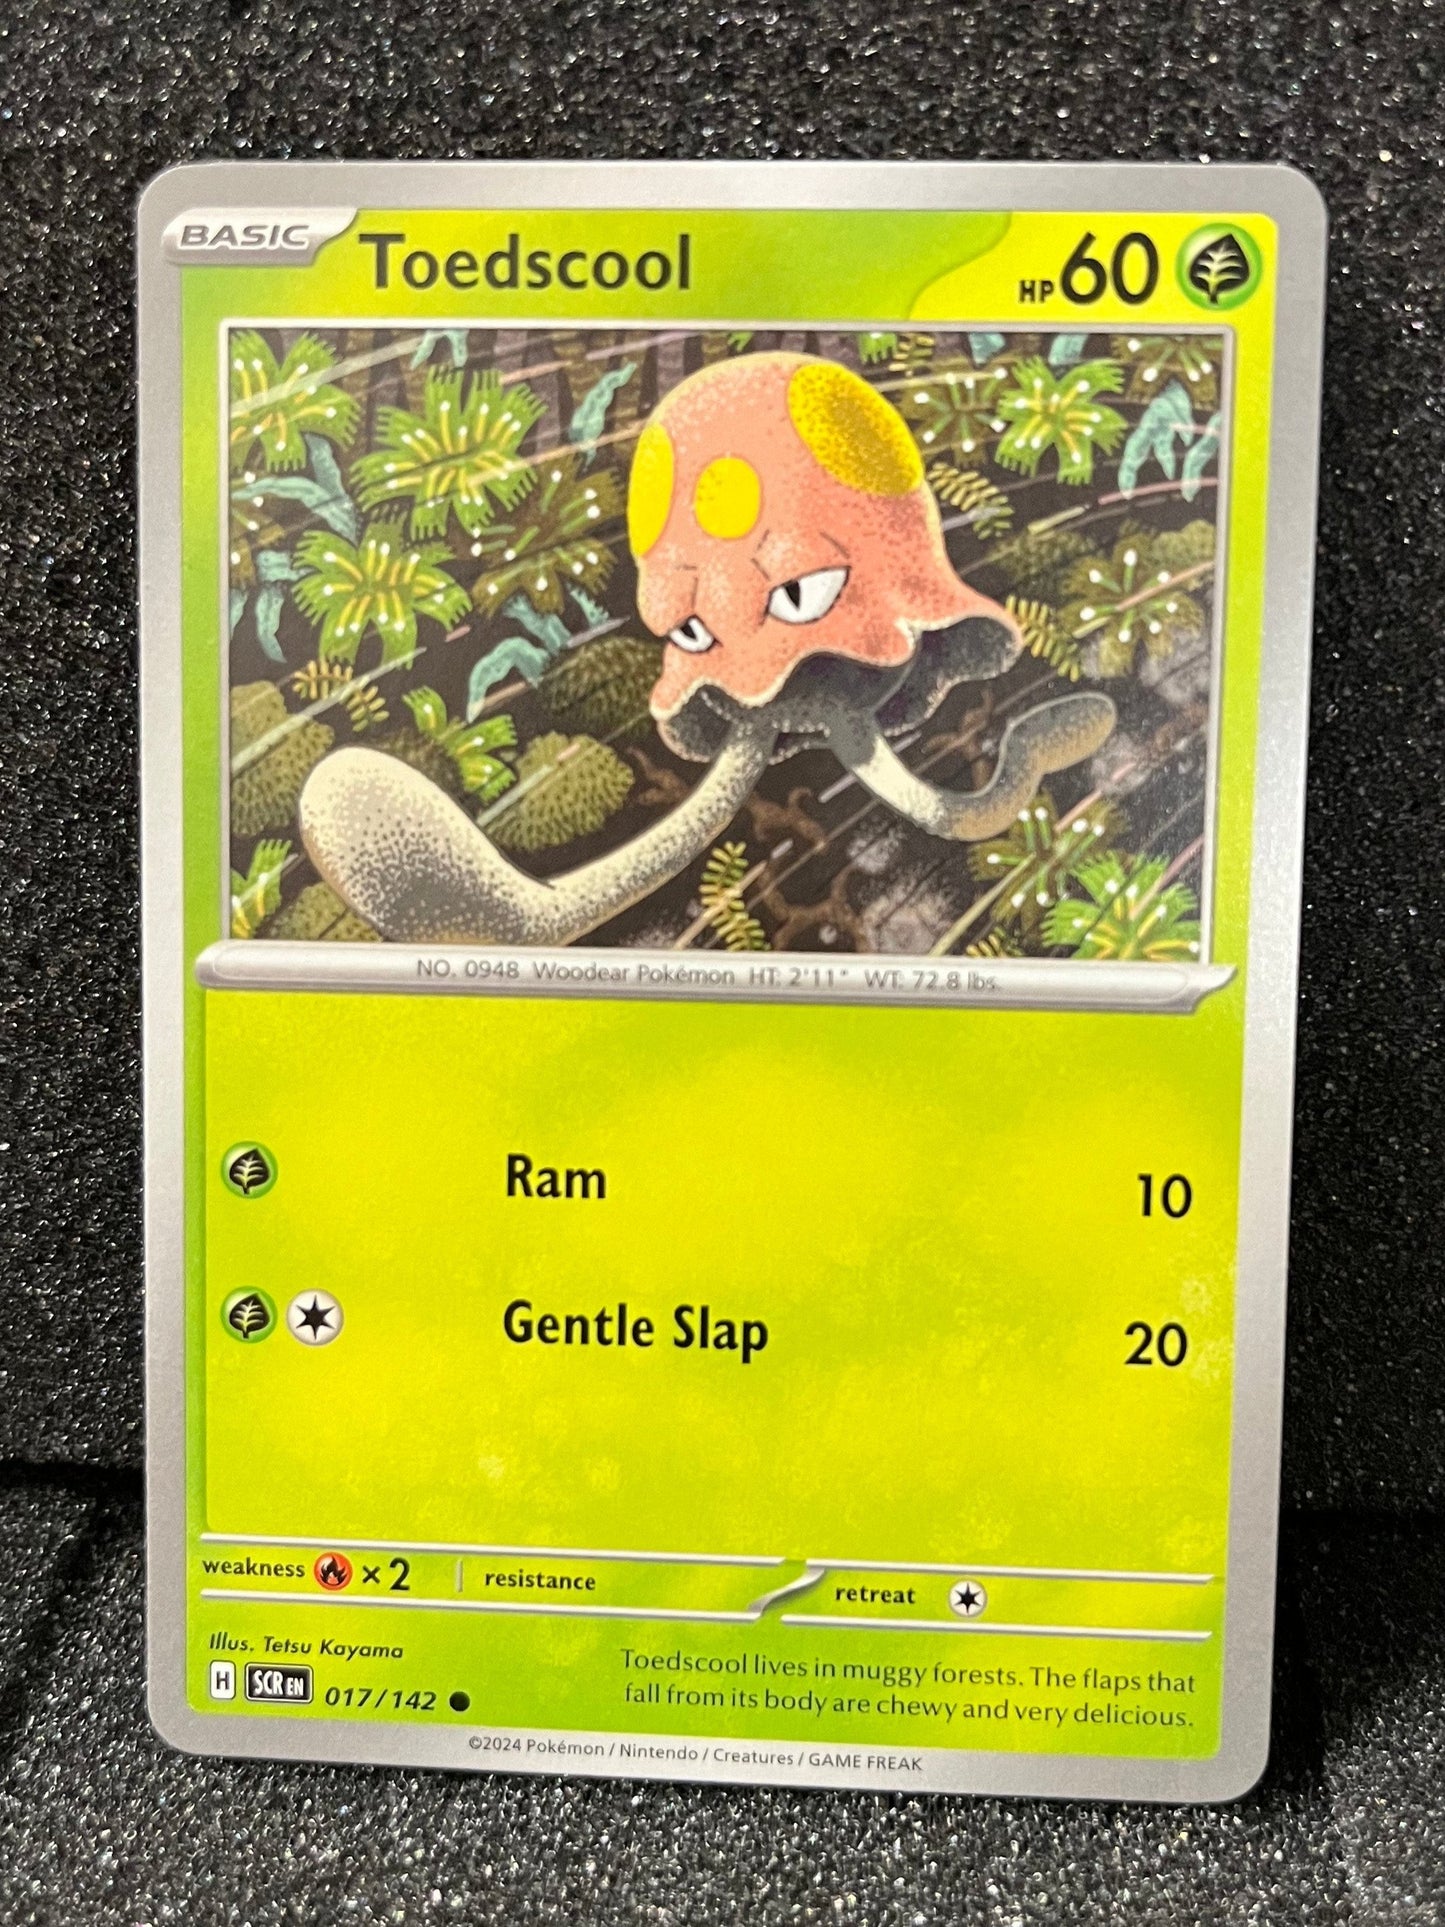 BASIC Toedscool HP 60
NO. 0948 Woodear Pokémon HT: 2'11" WT: 72.8 lbs.
Ram 10
Gentle Slap 20
weakness ×2 resistance retreat
Illus. Tetsu Kayama
H SCR EN 017/142
Toedscool lives in muggy forests. The flaps that
fall from its body are chewy and very delicious.
©2024 Pokémon / Nintendo / Creatures / GAME FREAK